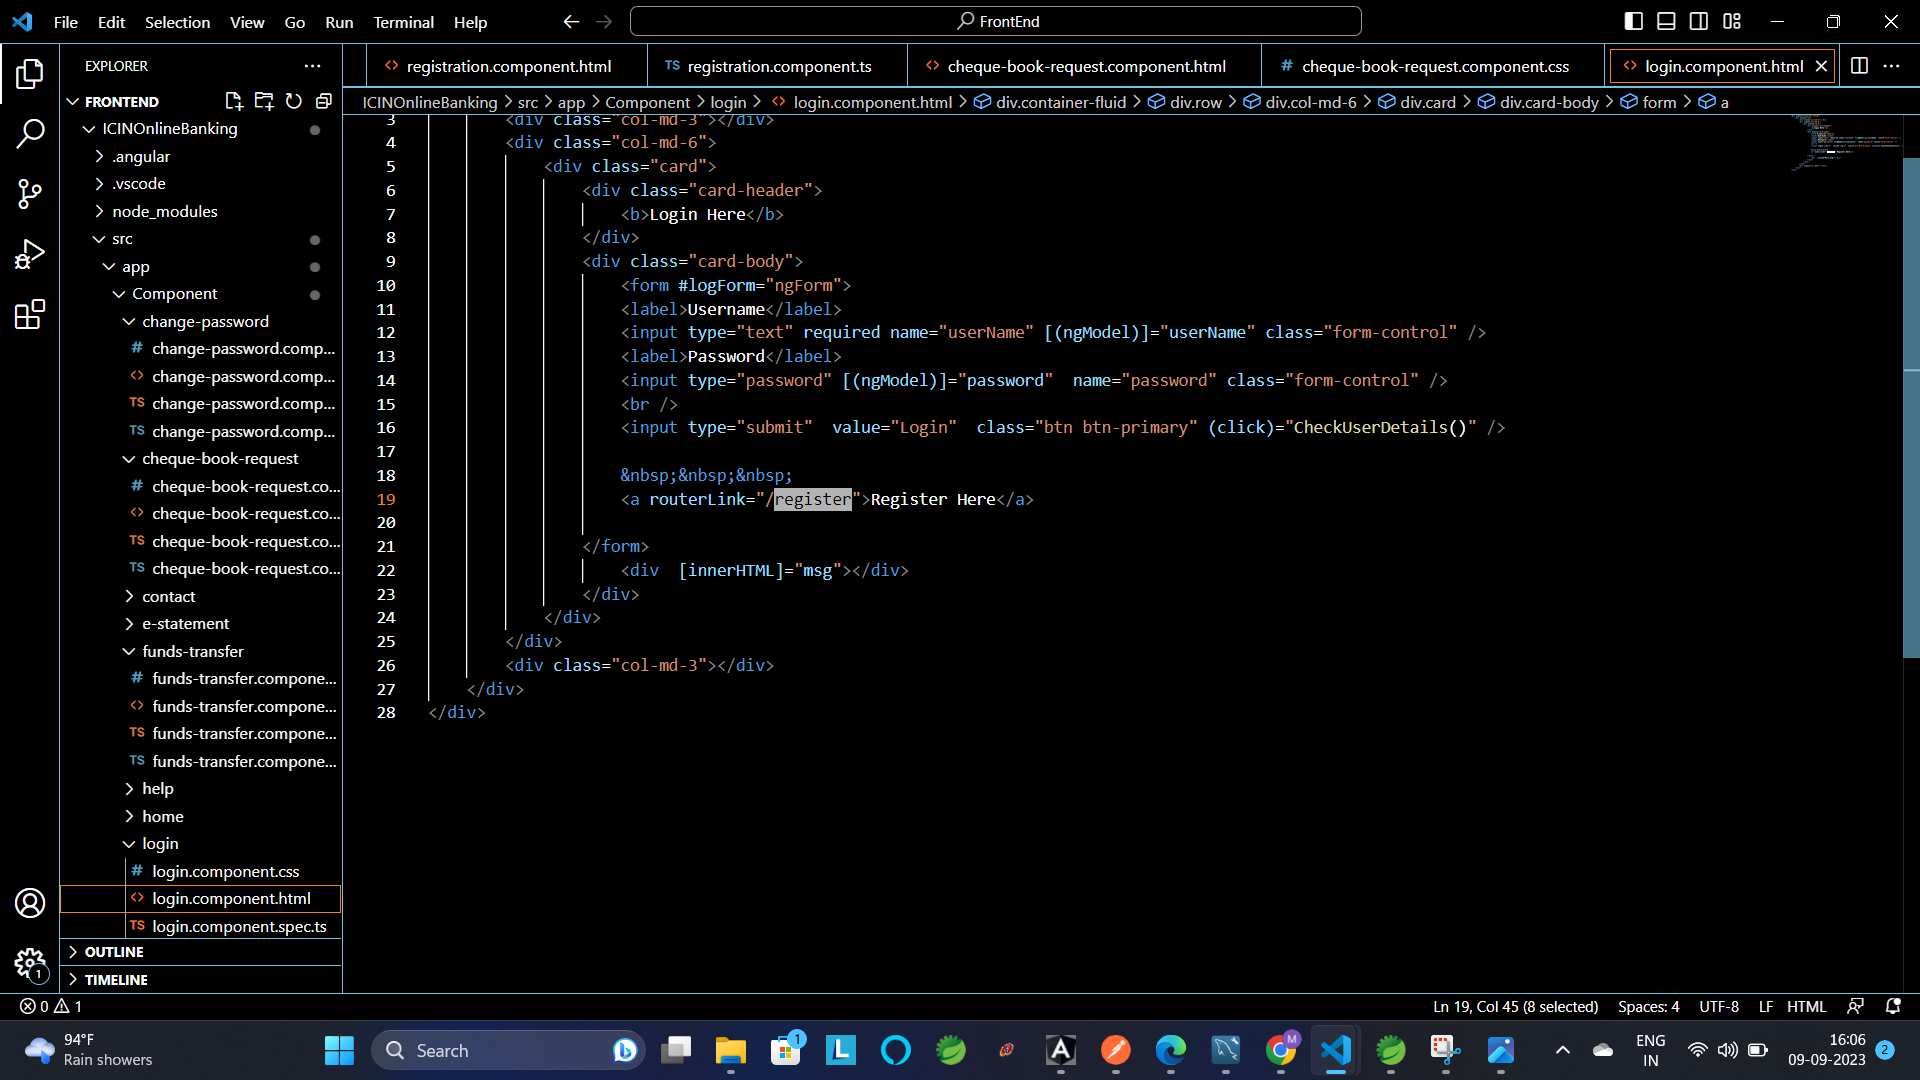 File Edit Selection View Go Run Terminal Help
FrontEnd
EXPLORER
registration.component.html
TS registration.component.ts
cheque-book-request.component.html
# cheque-book-request.component.css
login.component.html
FRONTEND
ICINOnlineBanking > src > app > Component > login > login.component.html > div.container-fluid > div.row > div.col-md-6 > div.card > div.card-body > form > a
ICINOnlineBanking
.angular
.vscode
node_modules
src
app
Component
change-password
# change-password.comp...
<> change-password.comp...
TS change-password.comp...
TS change-password.comp...
cheque-book-request
# cheque-book-request.co...
<> cheque-book-request.co...
TS cheque-book-request.co...
TS cheque-book-request.co...
contact
e-statement
funds-transfer
# funds-transfer.compone...
<> funds-transfer.compone...
TS funds-transfer.compone...
TS funds-transfer.compone...
help
home
login
# login.component.css
<> login.component.html
TS login.component.spec.ts
OUTLINE
TIMELINE
3 <div class="col-md-3"></div>
4 <div class="col-md-6">
5 <div class="card">
6 <div class="card-header">
7 <b>Login Here</b>
8 </div>
9 <div class="card-body">
10 <form #logForm="ngForm">
11 <label>Username</label>
12 <input type="text" required name="userName" [(ngModel)]="userName" class="form-control" />
13 <label>Password</label>
14 <input type="password" [(ngModel)]="password"  name="password" class="form-control" />
15 <br />
16 <input type="submit"  value="Login"  class="btn btn-primary" (click)="CheckUserDetails()" />
17
18 &nbsp;&nbsp;&nbsp;
19 <a routerLink="/register">Register Here</a>
20
21 </form>
22 <div  [innerHTML]="msg"></div>
23 </div>
24 </div>
25 </div>
26 <div class="col-md-3"></div>
27 </div>
28 </div>
1
0 1
Ln 19, Col 45 (8 selected) Spaces: 4 UTF-8 LF HTML
94°F
Rain showers
Search
1
L
A
M
ENG
IN
16:06
09-09-2023
2